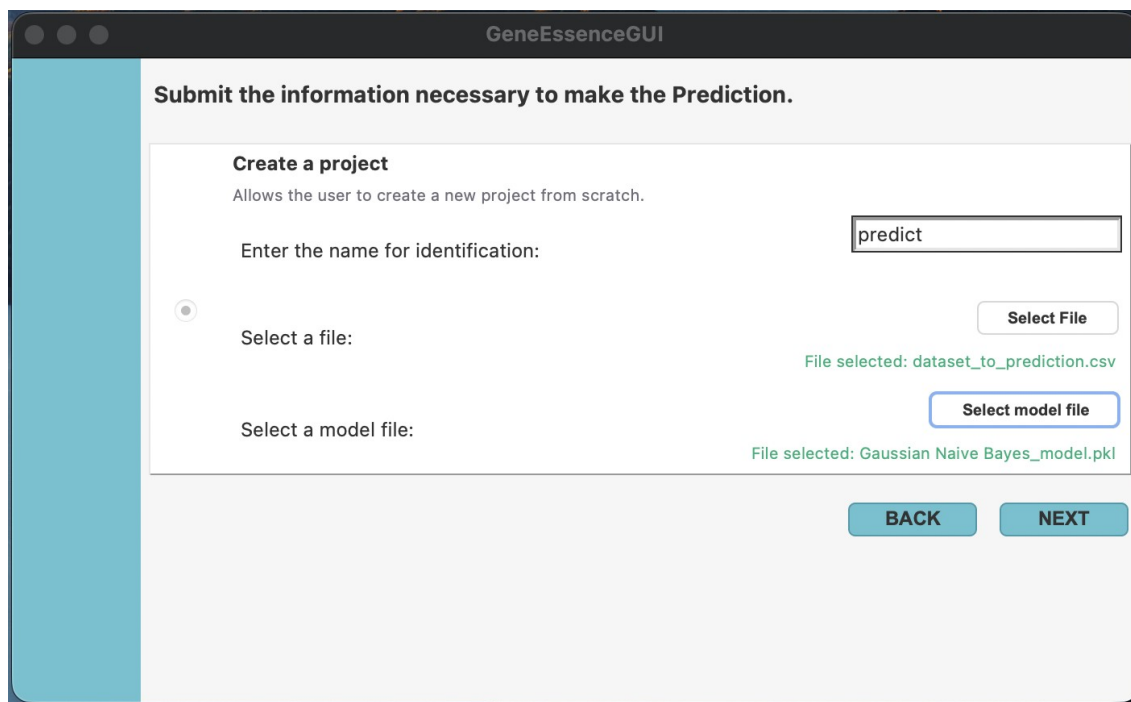 GeneEssenceGUI
Submit the information necessary to make the Prediction.
Create a project
Allows the user to create a new project from scratch.
Enter the name for identification:
predict
Select File
Select a file:
File selected: dataset_to_prediction.csv
Select model file
Select a model file:
File selected: Gaussian Naive Bayes_model.pkl
BACK NEXT